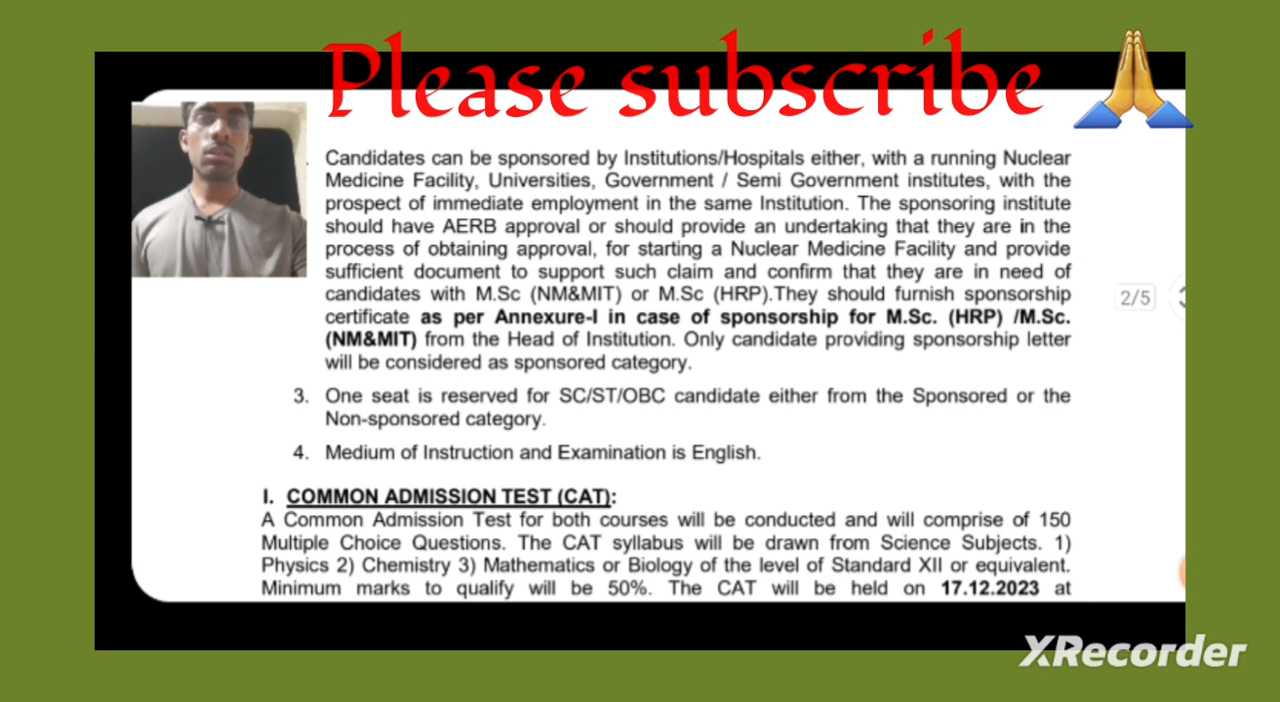 Please subscribe 🙏
Candidates can be sponsored by Institutions/Hospitals either, with a running Nuclear
Medicine Facility, Universities, Government / Semi Government institutes, with the
prospect of immediate employment in the same Institution. The sponsoring institute
should have AERB approval or should provide an undertaking that they are in the
process of obtaining approval, for starting a Nuclear Medicine Facility and provide
sufficient document to support such claim and confirm that they are in need of
candidates with M.Sc (NM&MIT) or M.Sc (HRP).They should furnish sponsorship
certificate as per Annexure-I in case of sponsorship for M.Sc. (HRP) /M.Sc.
(NM&MIT) from the Head of Institution. Only candidate providing sponsorship letter
will be considered as sponsored category.
2/5
3. One seat is reserved for SC/ST/OBC candidate either from the Sponsored or the
Non-sponsored category.
4. Medium of Instruction and Examination is English.
I. COMMON ADMISSION TEST (CAT):
A Common Admission Test for both courses will be conducted and will comprise of 150
Multiple Choice Questions. The CAT syllabus will be drawn from Science Subjects. 1)
Physics 2) Chemistry 3) Mathematics or Biology of the level of Standard XII or equivalent.
Minimum marks to qualify will be 50%. The CAT will be held on 17.12.2023 at
XRecorder